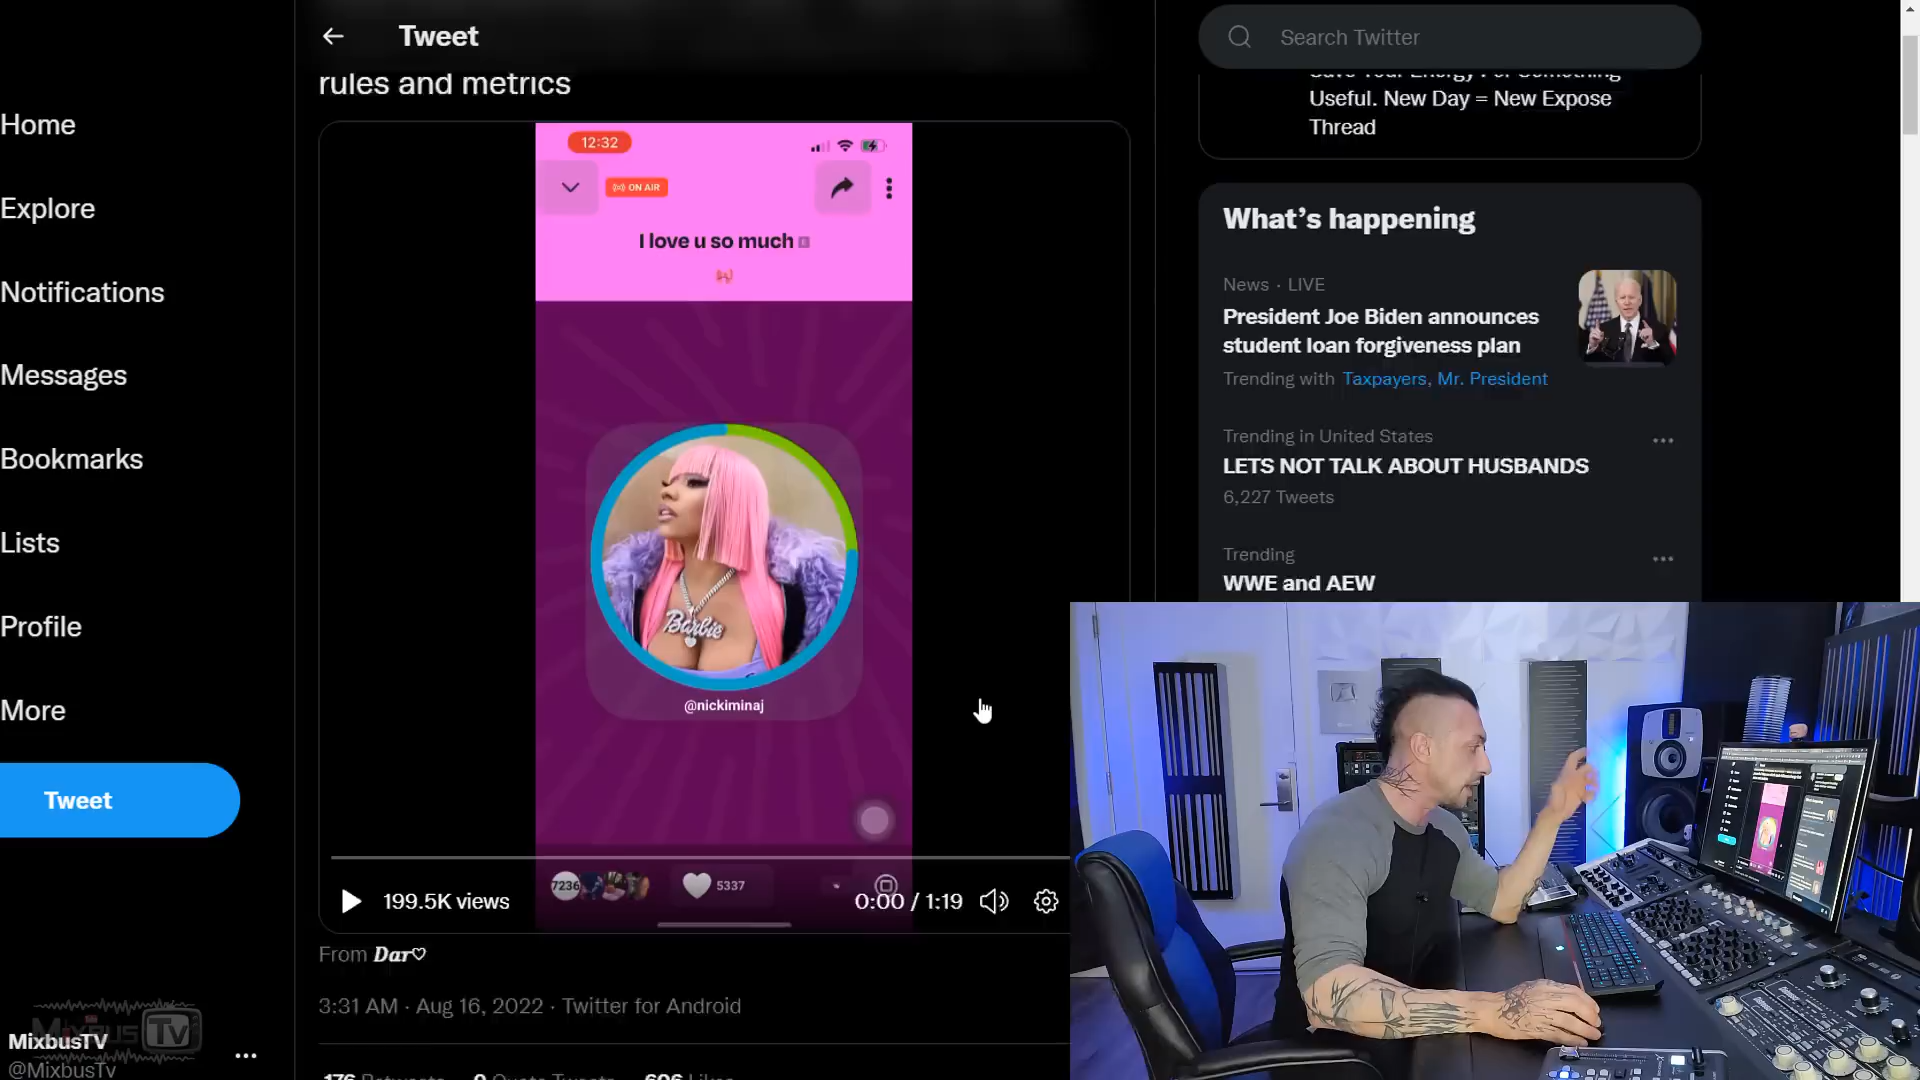 Tweet
Search Twitter
rules and metrics
Useful. New Day = New Expose
Thread
Home
Explore
Notifications
Messages
Bookmarks
Lists
Profile
More
Tweet
12:32
ON AIR
I love u so much
@nickiminaj
7236
5337
199.5K views
0:00 / 1:19
From Dar♡
3:31 AM · Aug 16, 2022 · Twitter for Android
What's happening
News · LIVE
President Joe Biden announces
student loan forgiveness plan
Trending with Taxpayers, Mr. President
Trending in United States
LETS NOT TALK ABOUT HUSBANDS
6,227 Tweets
Trending
WWE and AEW
Barbie
MixbusTV
MixbusTV
@MixbusTv